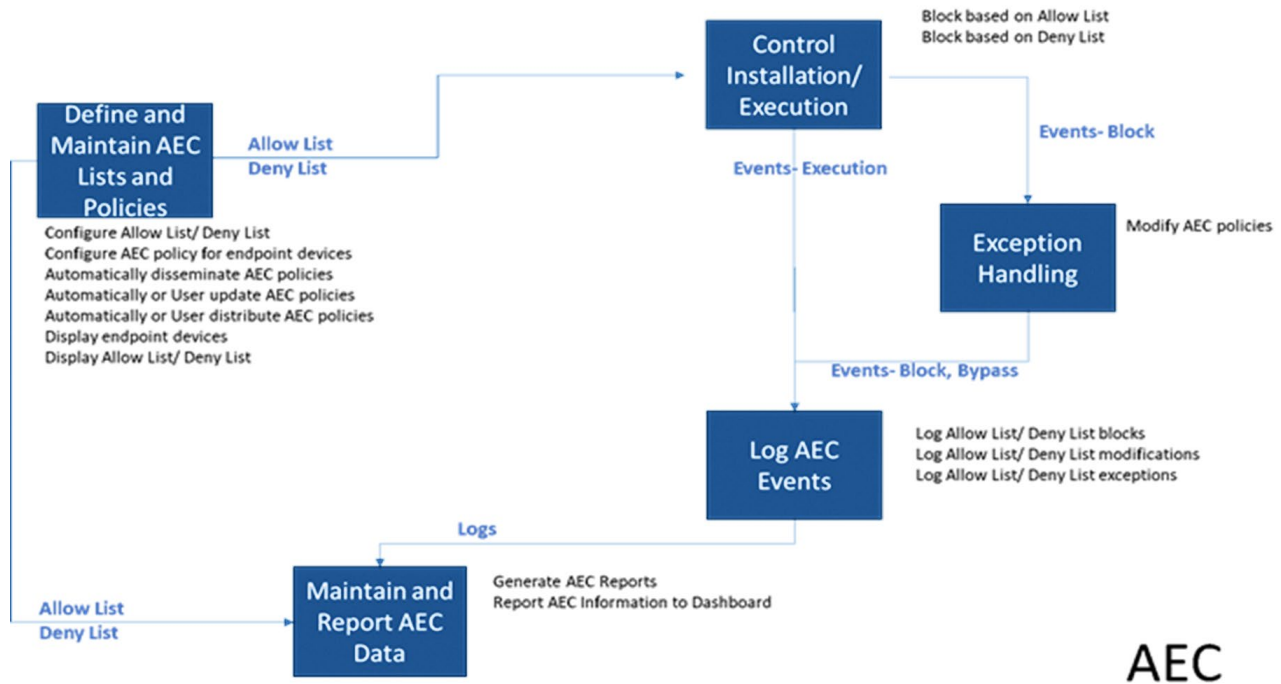 Block based on Allow List
Block based on Deny List
Control
Installation/
Execution
Define and
Maintain AEC
Lists and
Policies
Allow List
Deny List
Events- Block
Events- Execution
Configure Allow List/ Deny List
Configure AEC policy for endpoint devices
Automatically disseminate AEC policies
Automatically or User update AEC policies
Automatically or User distribute AEC policies
Display endpoint devices
Display Allow List/ Deny List
Exception
Handling
Modify AEC policies
Events- Block, Bypass
Log AEC
Events
Log Allow List/ Deny List blocks
Log Allow List/ Deny List modifications
Log Allow List/ Deny List exceptions
Logs
Maintain and
Report AEC
Data
Generate AEC Reports
Report AEC Information to Dashboard
Allow List
Deny List
AEC